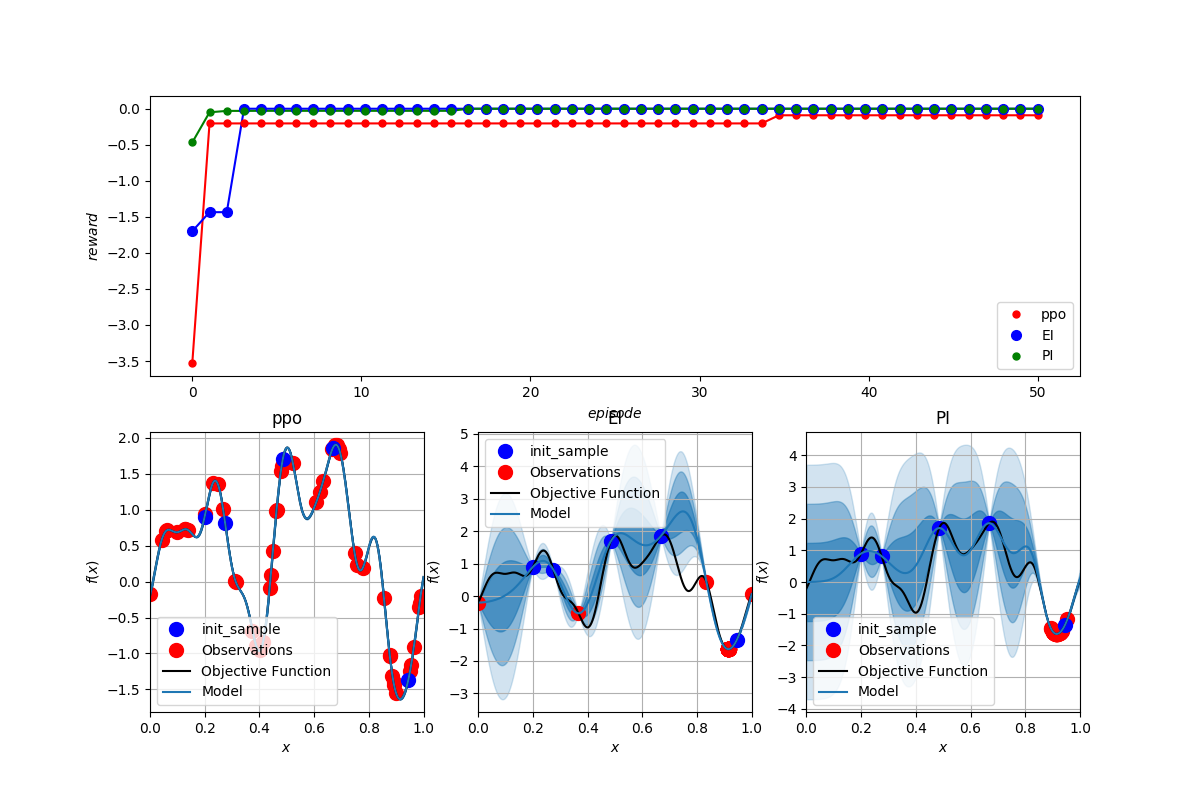 0.0
−0.5
−1.0
−1.5
−2.0
−2.5
−3.0
−3.5
reward
0 10 20 30 40 50
episode
ppo
EI
PI
ppo
2.0
1.5
1.0
0.5
0.0
−0.5
−1.0
−1.5
f(x)
init_sample
Observations
Objective Function
Model
0.0 0.2 0.4 0.6 0.8 1.0
x
EI
5
4
3
2
1
0
−1
−2
−3
f(x)
init_sample
Observations
Objective Function
Model
0.0 0.2 0.4 0.6 0.8 1.0
x
PI
4
3
2
1
0
−1
−2
−3
−4
f(x)
init_sample
Observations
Objective Function
Model
0.0 0.2 0.4 0.6 0.8 1.0
x